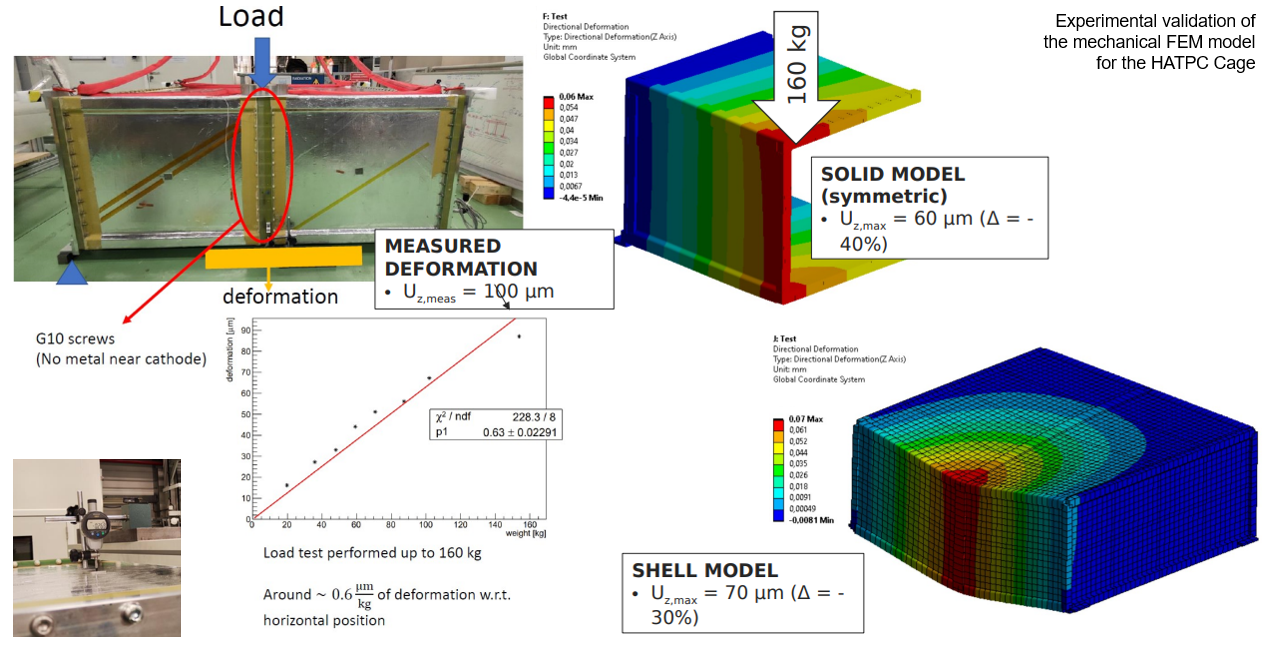 Load
Experimental validation of
the mechanical FEM model
for the HATPC Cage
F: Test
Directional Deformation
Type: Directional Deformation(Z Axis)
Unit: mm
Global Coordinate System
0.06 Max
0,054
0,047
0,04
0,034
0,027
0,02
0,013
0,0067
-4,4e-5 Min
160 kg
SOLID MODEL
(symmetric)
• Uz,max = 60 μm (Δ = -
40%)
MEASURED
DEFORMATION
• Uz,meas = 100 μm
deformation
G10 screws
(No metal near cathode)
deformation [μm]
90
80
70
60
50
40
30
20
10
0
0 20 40 60 80 100 120 140 160
weight [kg]
χ² / ndf 228.3 / 8
p1 0.63 ± 0.02291
Load test performed up to 160 kg
Around ~ 0.6 μm/kg of deformation w.r.t.
horizontal position
J: Test
Directional Deformation
Type: Directional Deformation(Z Axis)
Unit: mm
Global Coordinate System
0.07 Max
0,061
0,052
0,044
0,035
0,026
0,018
0,0091
0,00049
-0,0081 Min
SHELL MODEL
• Uz,max = 70 μm (Δ = -
30%)